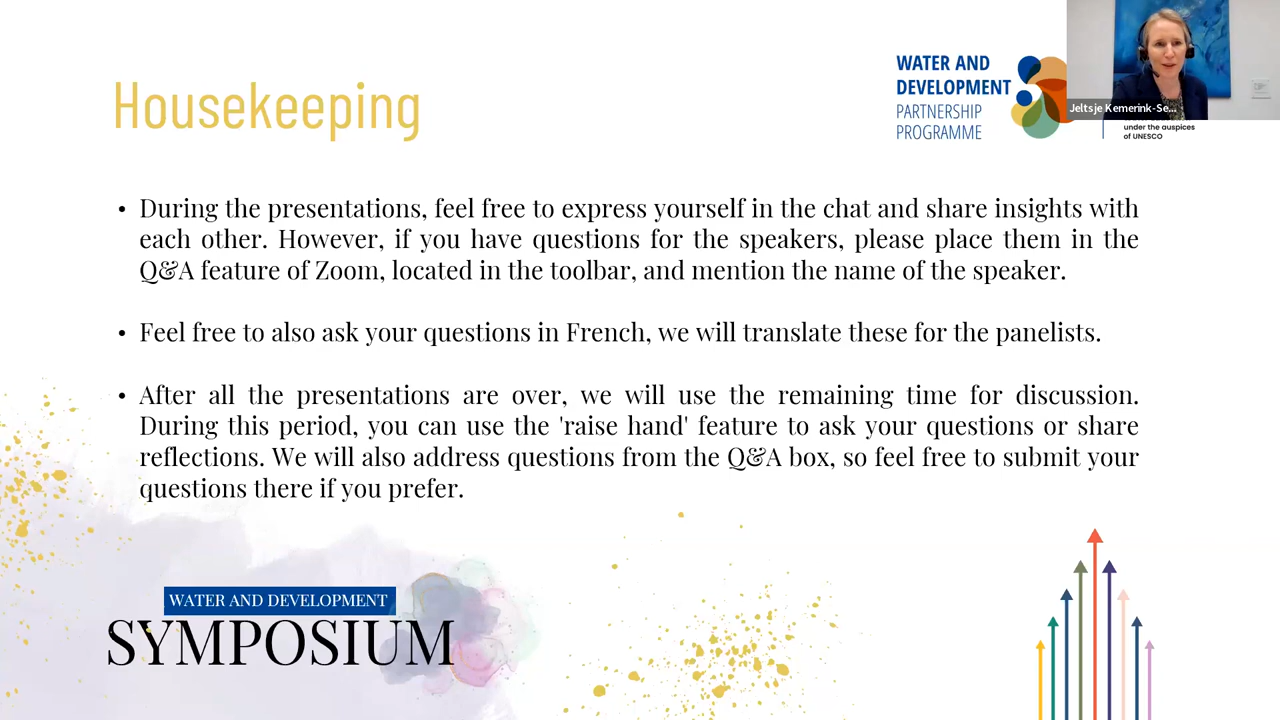 Housekeeping
WATER AND
DEVELOPMENT
PARTNERSHIP
PROGRAMME
Jeltsje Kemerink-Se...
under the auspices
of UNESCO
• During the presentations, feel free to express yourself in the chat and share insights with
each other. However, if you have questions for the speakers, please place them in the
Q&A feature of Zoom, located in the toolbar, and mention the name of the speaker.
• Feel free to also ask your questions in French, we will translate these for the panelists.
• After all the presentations are over, we will use the remaining time for discussion.
During this period, you can use the 'raise hand' feature to ask your questions or share
reflections. We will also address questions from the Q&A box, so feel free to submit your
questions there if you prefer.
WATER AND DEVELOPMENT
SYMPOSIUM